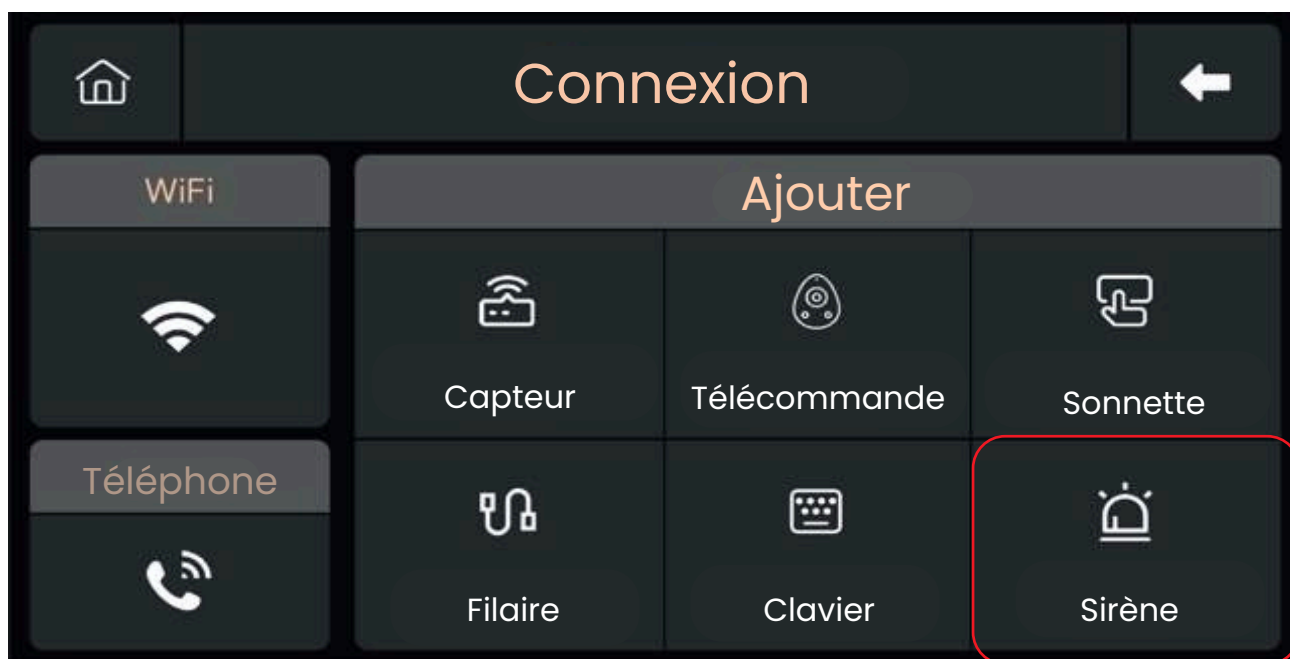 Connexion
WiFi
Ajouter
Capteur
Télécommande
Sonnette
Téléphone
Filaire
Clavier
Sirène